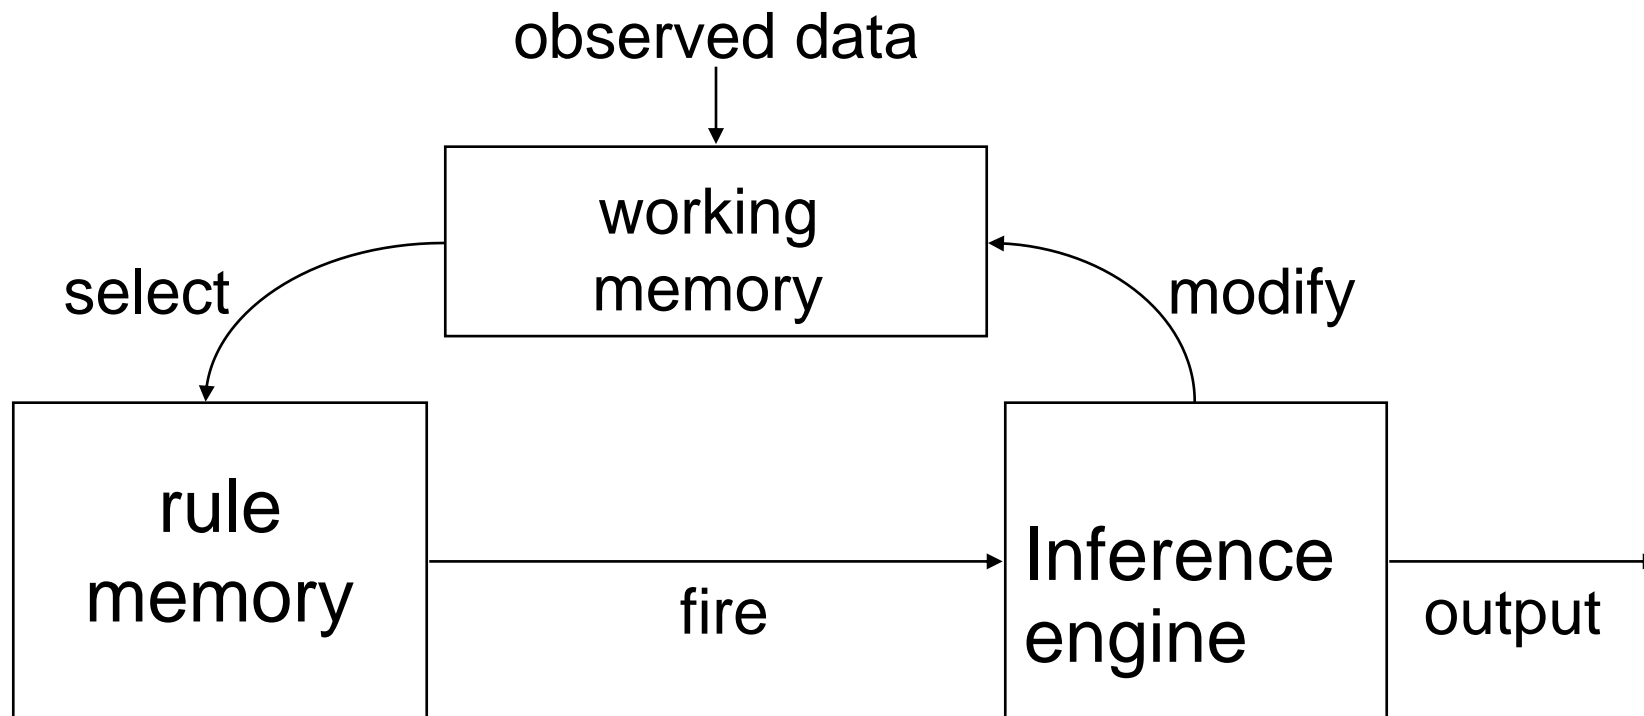 observed data
working
memory
select
modify
rule
memory
fire
Inference
engine
output